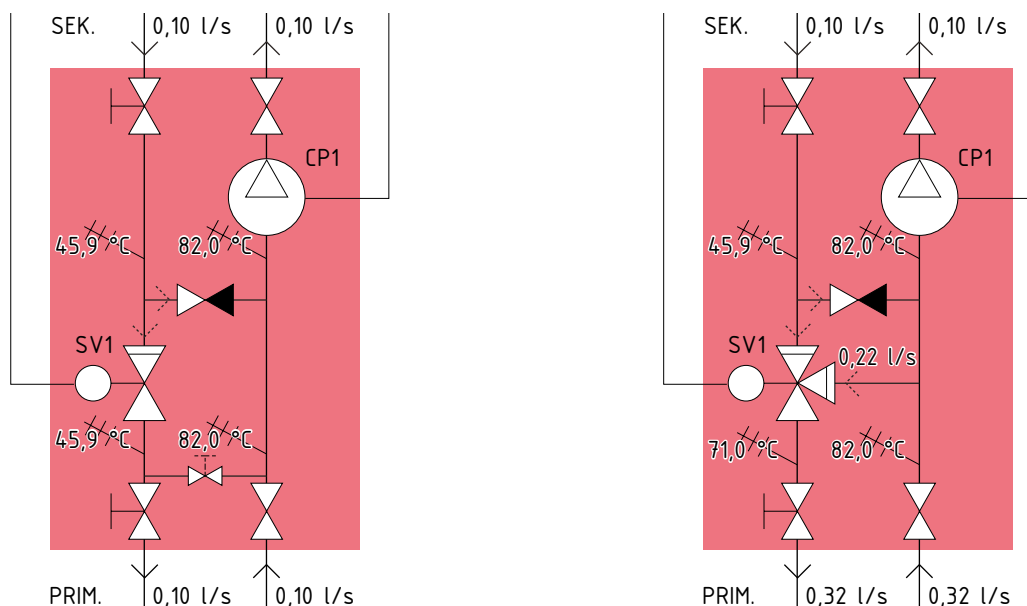 SEK. 0,10 l/s 0,10 l/s
CP1
45,9 °C 82,0 °C
SV1
45,9 °C 82,0 °C
PRIM. 0,10 l/s 0,10 l/s
SEK. 0,10 l/s 0,10 l/s
CP1
45,9 °C 82,0 °C
SV1
0,22 l/s
71,0 °C 82,0 °C
PRIM. 0,32 l/s 0,32 l/s